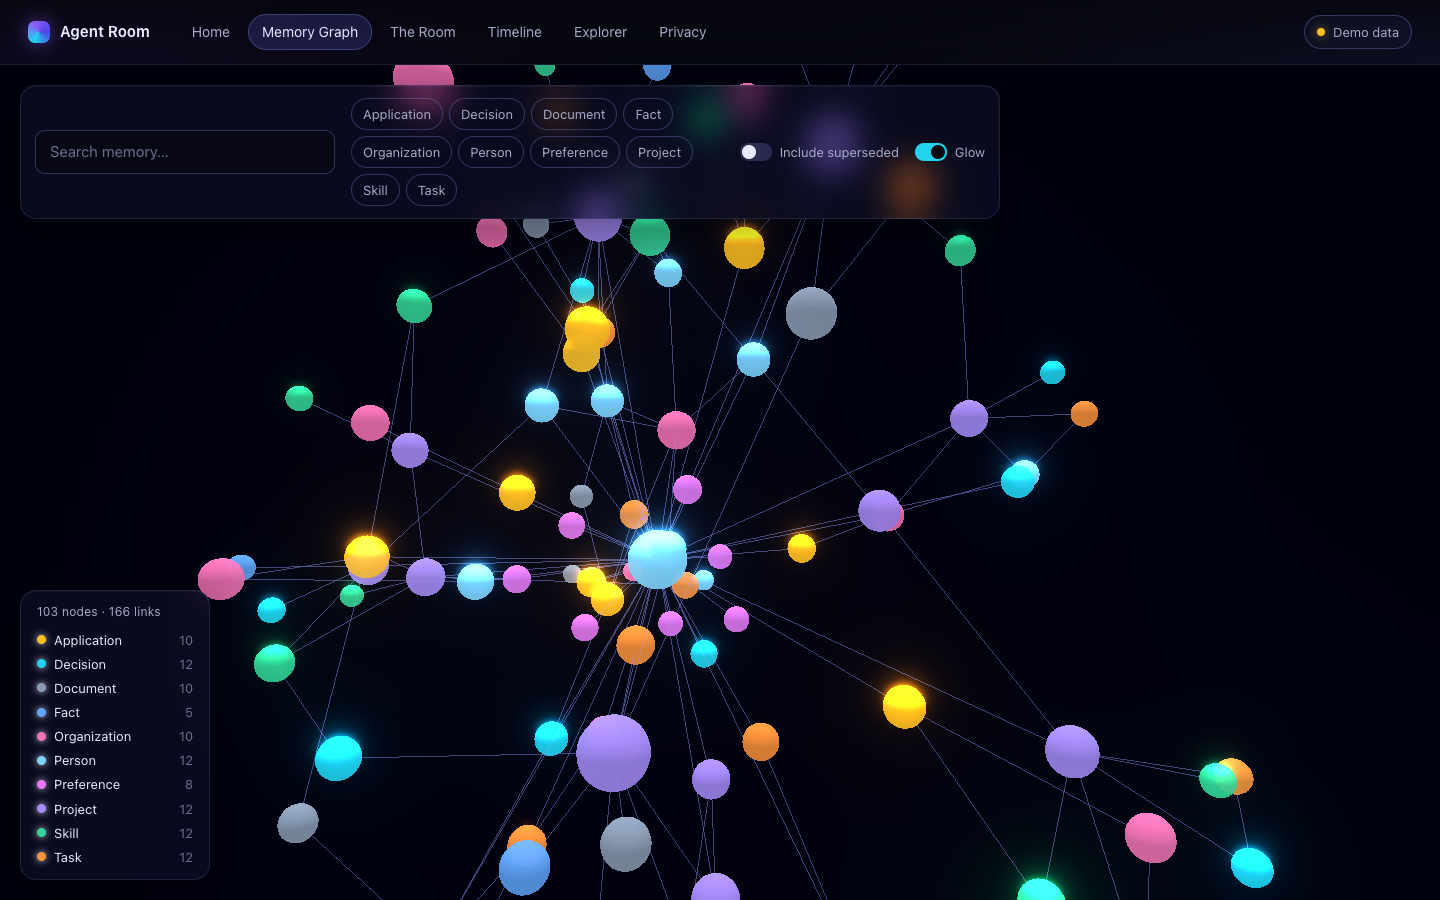 Agent Room Home Memory Graph The Room Timeline Explorer Privacy Demo data
Search memory...
Application Decision Document Fact
Organization Person Preference Project
Skill Task
Include superseded Glow
103 nodes · 166 links
Application 10
Decision 12
Document 10
Fact 5
Organization 10
Person 12
Preference 8
Project 12
Skill 12
Task 12